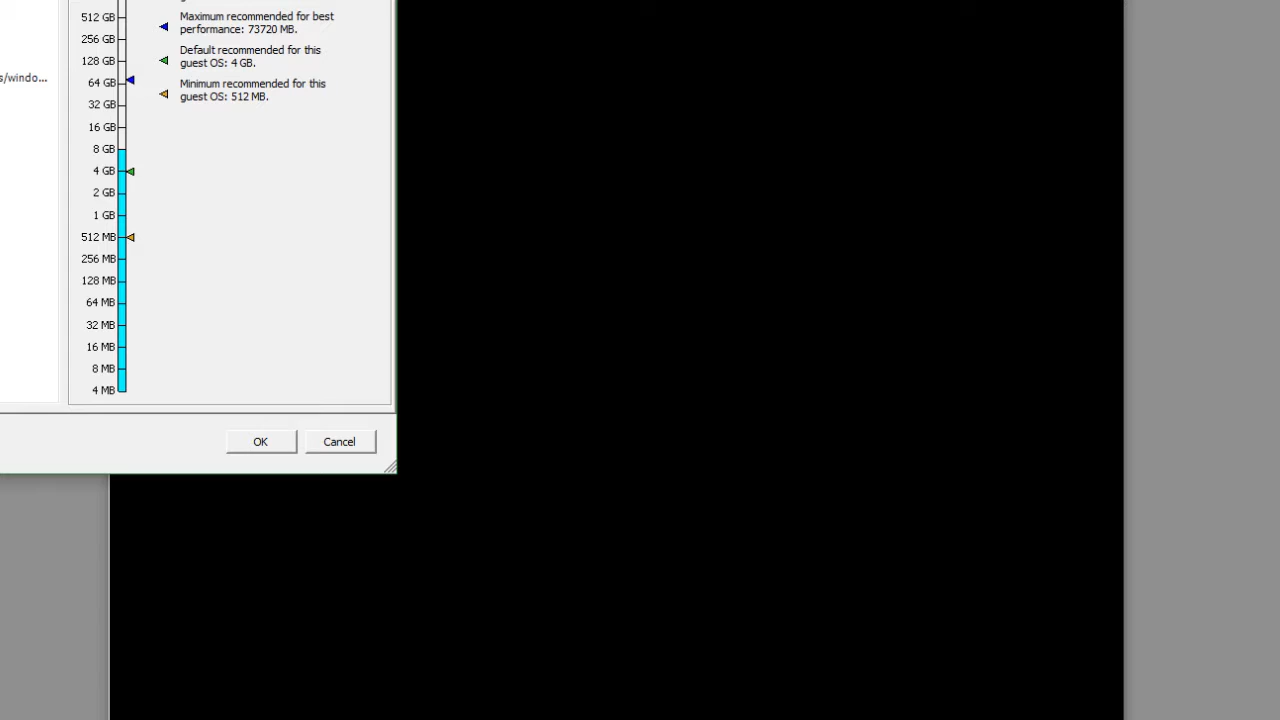 512 GB
256 GB
128 GB
64 GB
32 GB
16 GB
8 GB
4 GB
2 GB
1 GB
512 MB
256 MB
128 MB
64 MB
32 MB
16 MB
8 MB
4 MB
Maximum recommended for best
performance: 73720 MB.
Default recommended for this
guest OS: 4 GB.
Minimum recommended for this
guest OS: 512 MB.
s/windo...
OK
Cancel